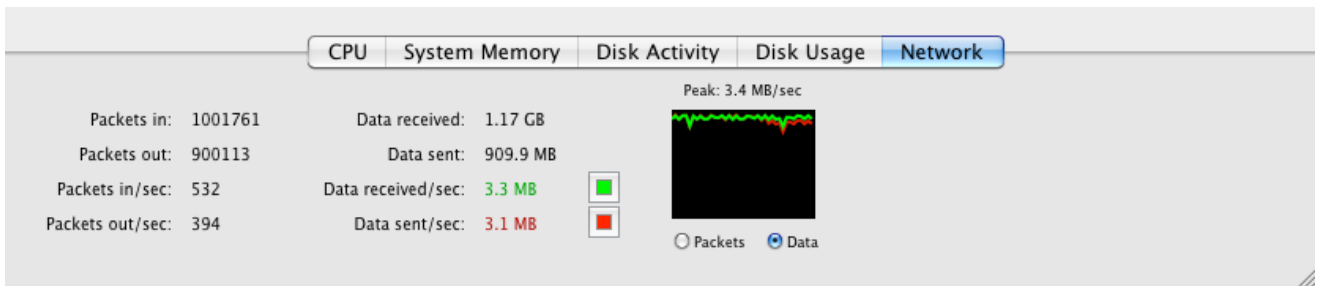 CPU System Memory Disk Activity Disk Usage Network
Peak: 3.4 MB/sec
Packets in: 1001761 Data received: 1.17 GB
Packets out: 900113 Data sent: 909.9 MB
Packets in/sec: 532 Data received/sec: 3.3 MB
Packets out/sec: 394 Data sent/sec: 3.1 MB
Packets Data